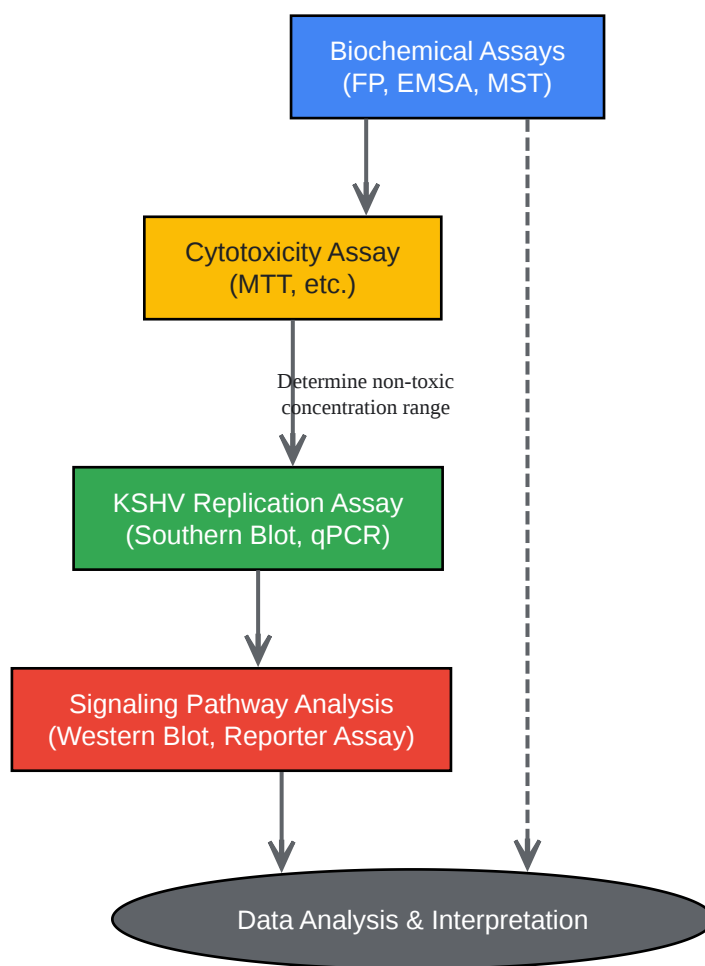 Biochemical Assays
(FP, EMSA, MST)
Cytotoxicity Assay
(MTT, etc.)
Determine non-toxic
concentration range
KSHV Replication Assay
(Southern Blot, qPCR)
Signaling Pathway Analysis
(Western Blot, Reporter Assay)
Data Analysis & Interpretation